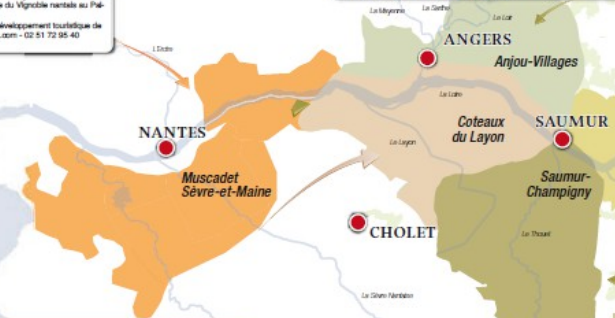 e du Vignoble nantais au Pal-
développement touristique de
.com - 02 51 72 95 40
La Mayenne
La Sarthe
Le Loir
L'Erdre
ANGERS
Anjou-Villages
La Loire
NANTES
Coteaux
du Layon
SAUMUR
Le Layon
Muscadet
Sèvre-et-Maine
Saumur-
Champigny
CHOLET
Le Thouet
La Sèvre Nantaise